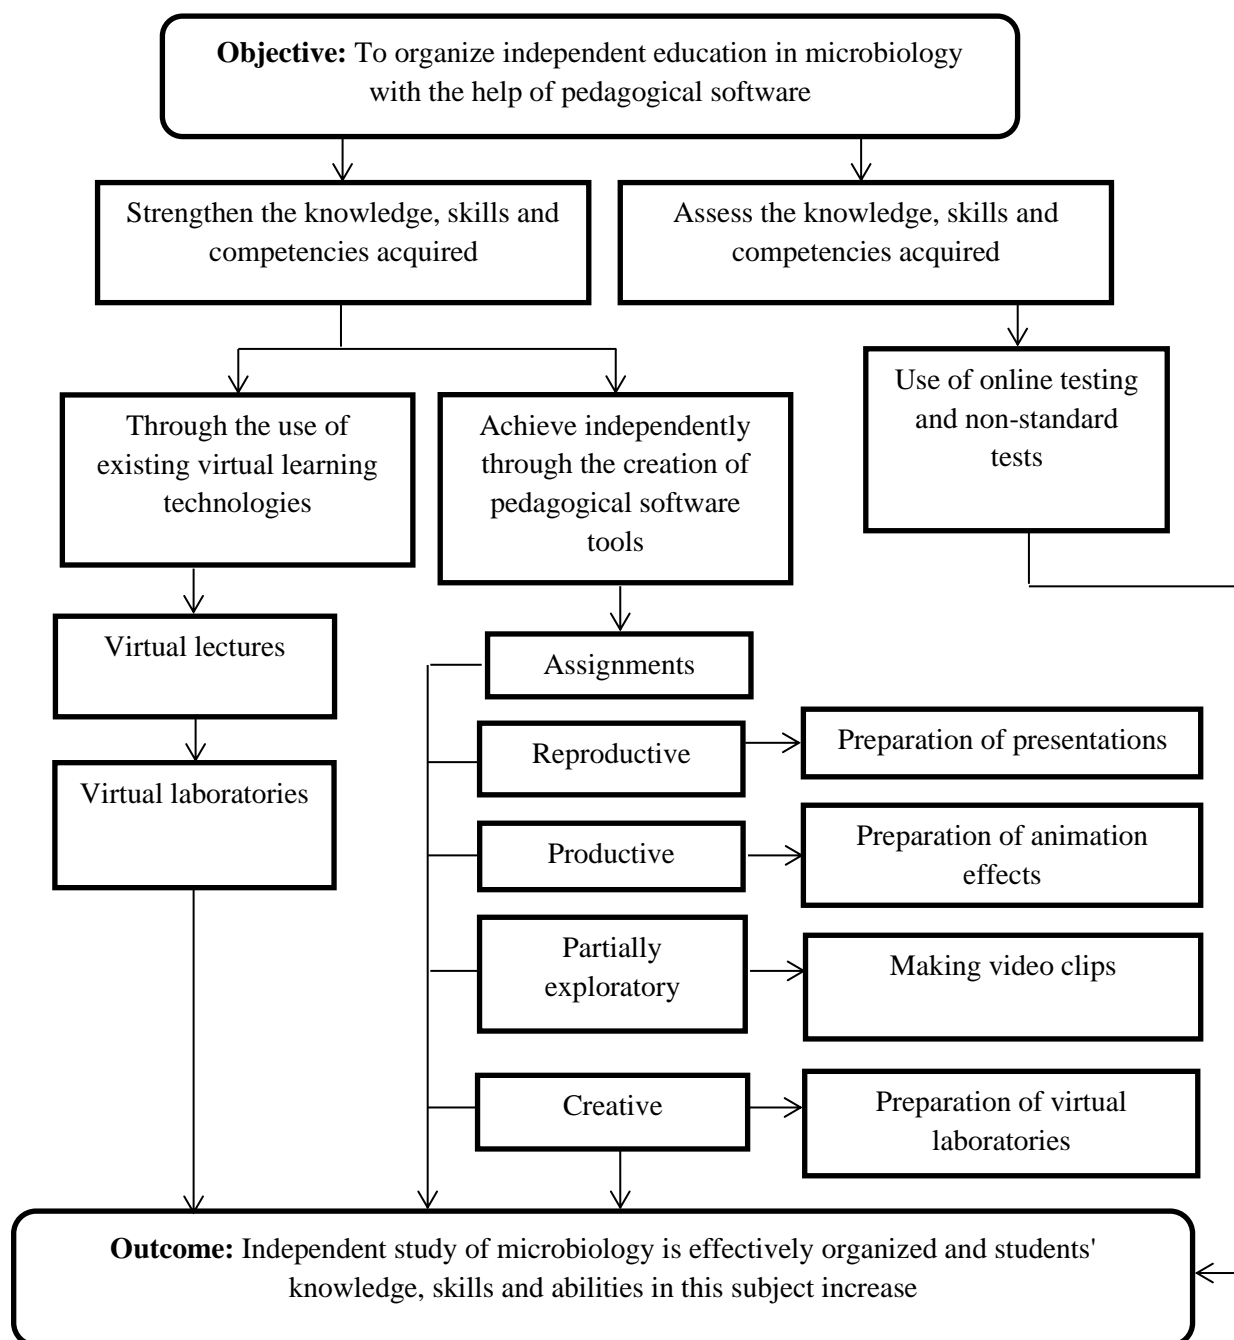 Objective: To organize independent education in microbiology
with the help of pedagogical software
Strengthen the knowledge, skills and
competencies acquired
Assess the knowledge, skills and
competencies acquired
Through the use of
existing virtual learning
technologies
Achieve independently
through the creation of
pedagogical software
tools
Use of online testing
and non-standard
tests
Virtual lectures
Virtual laboratories
Assignments
Reproductive
Preparation of presentations
Productive
Preparation of animation
effects
Partially
exploratory
Making video clips
Creative
Preparation of virtual
laboratories
Outcome: Independent study of microbiology is effectively organized and students'
knowledge, skills and abilities in this subject increase